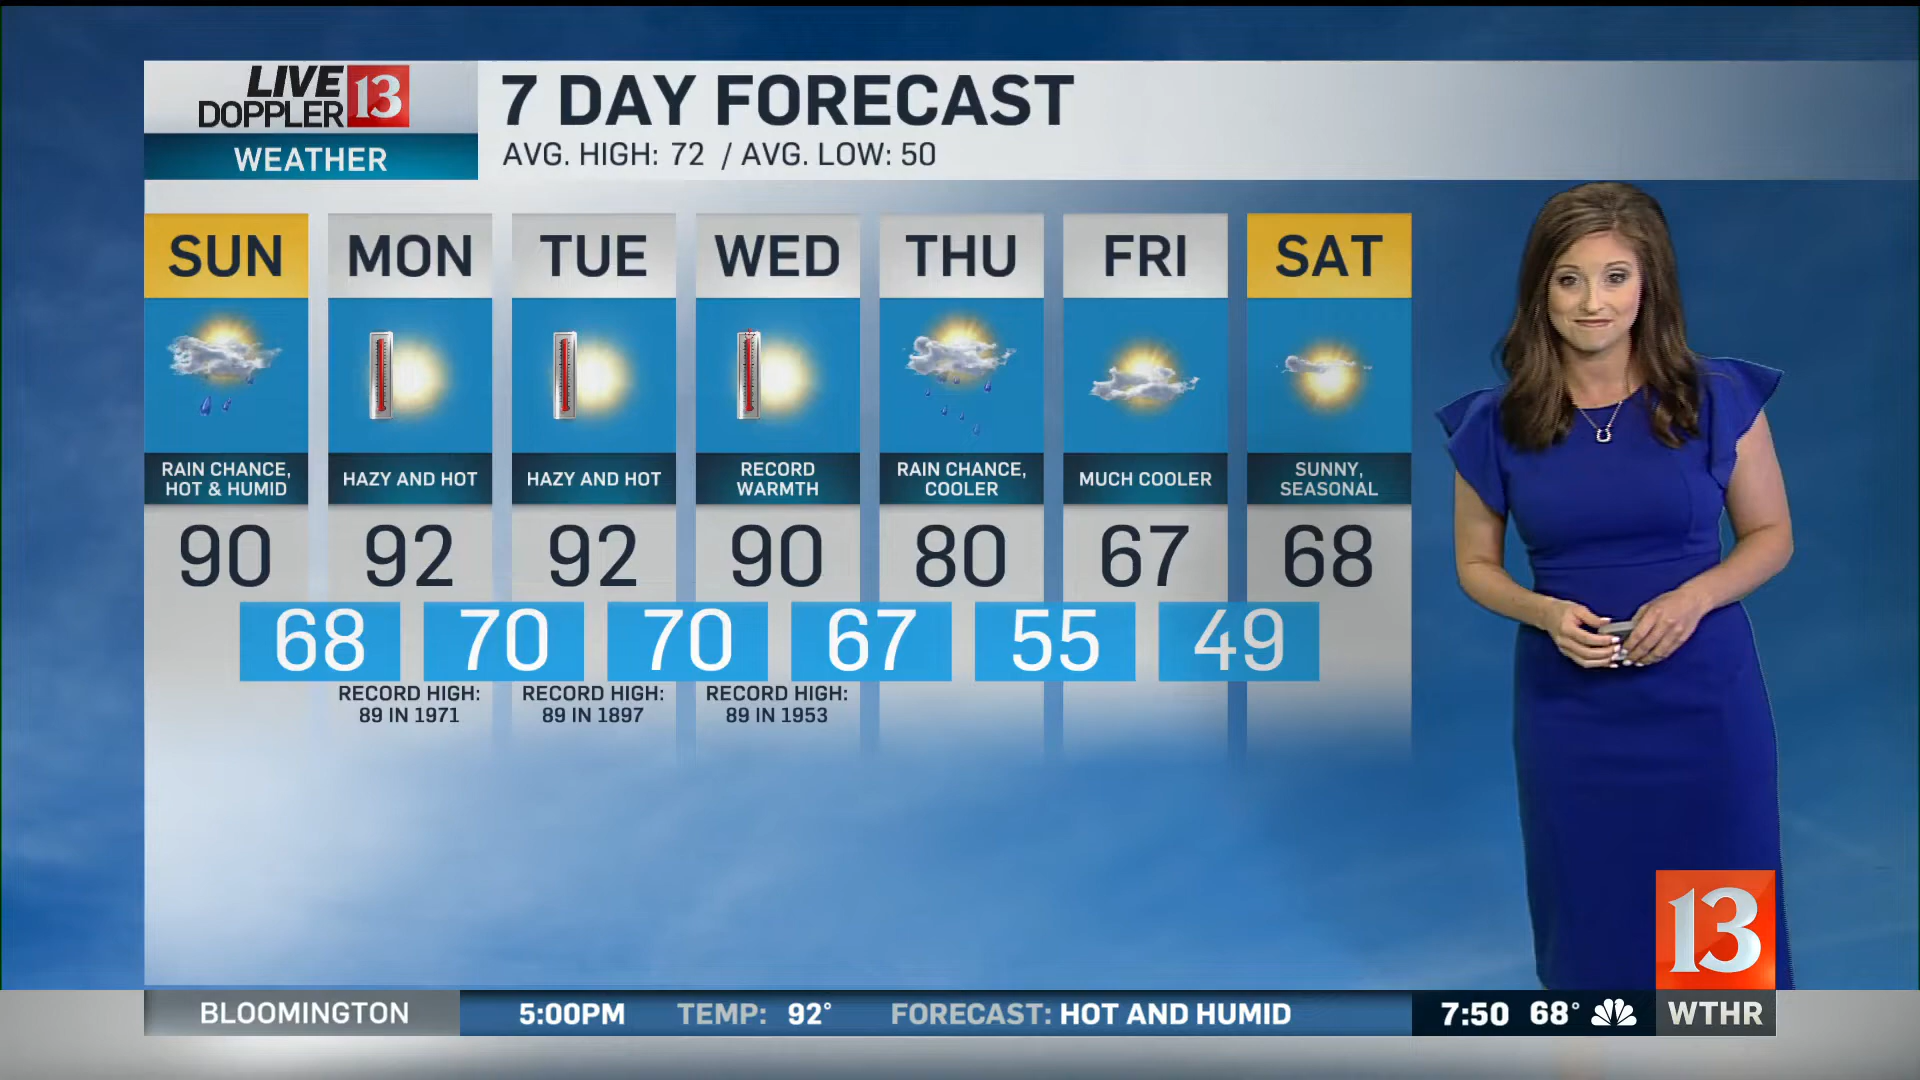 LIVE
DOPPLER 13
WEATHER
7 DAY FORECAST
AVG. HIGH: 72 / AVG. LOW: 50
SUN MON TUE WED THU FRI SAT
RAIN CHANCE,
HOT & HUMID
HAZY AND HOT
HAZY AND HOT
RECORD
WARMTH
RAIN CHANCE,
COOLER
MUCH COOLER
SUNNY,
SEASONAL
90 92 92 90 80 67 68
68 70 70 67 55 49
RECORD HIGH:
89 IN 1971
RECORD HIGH:
89 IN 1897
RECORD HIGH:
89 IN 1953
13
BLOOMINGTON 5:00PM TEMP: 92° FORECAST: HOT AND HUMID 7:50 68° WTHR